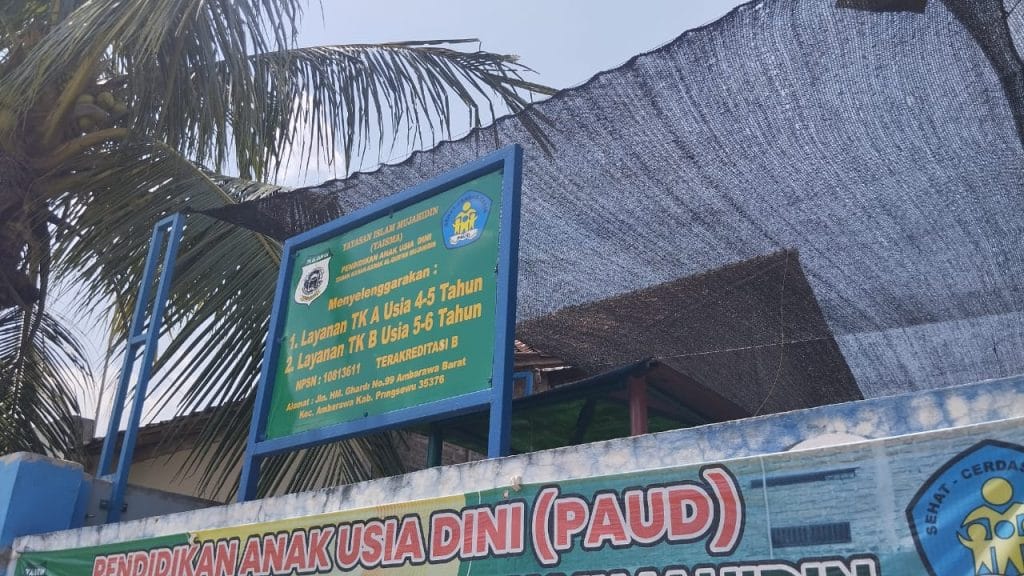 YAYASAN ISLAM MUJAHIDIN
(YAISMA)
PENDIDIKAN ANAK USIA DINI
Menyelenggarakan :
1. Layanan TK A Usia 4-5 Tahun
2. Layanan TK B Usia 5-6 Tahun
NPSN : 10813611 TERAKREDITASI B
Alamat : Jln. HM. Ghardi No.99 Ambarawa Barat
Kec. Ambarawa Kab. Pringsewu 35376
PENDIDIKAN ANAK USIA DINI (PAUD)
SEHAT - CERDAS